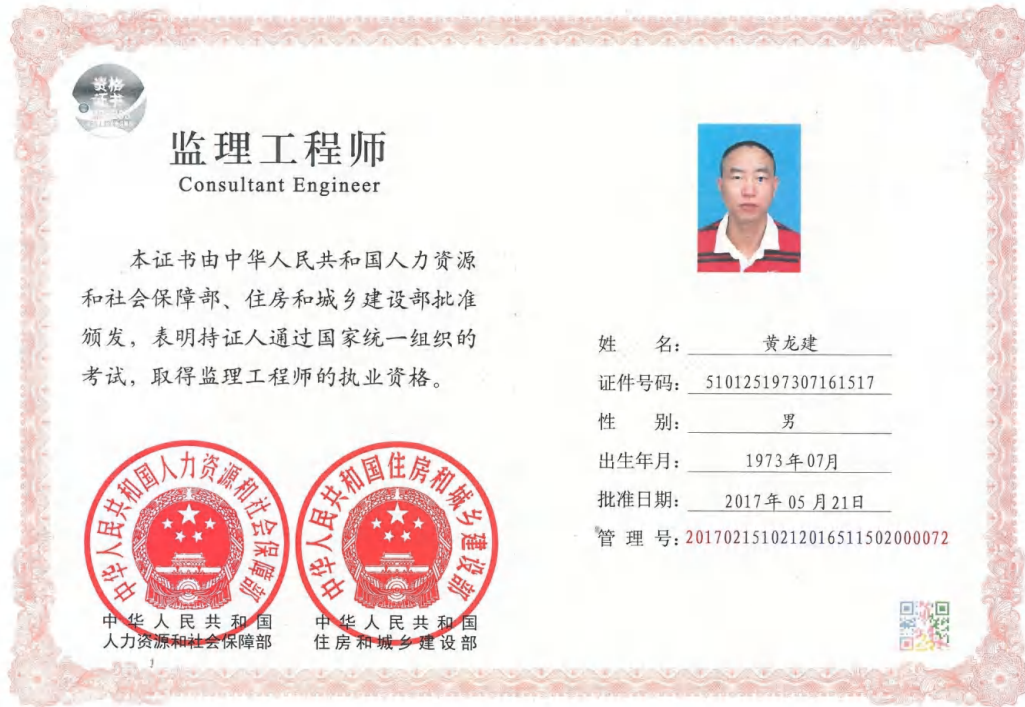 资格
证书
监理工程师
Consultant Engineer
本证书由中华人民共和国人力资源
和社会保障部、住房和城乡建设部批准
颁发，表明持证人通过国家统一组织的
考试，取得监理工程师的执业资格。
中华人民共和国人力资源和社会保障部
中华人民共和国住房和城乡建设部
中华人民共和国
人力资源和社会保障部
中华人民共和国
住房和城乡建设部
姓 名：黄龙建
证件号码：510125197307161517
性 别：男
出生年月：1973年07月
批准日期：2017年05月21日
管 理 号：2017021510212016511502000072